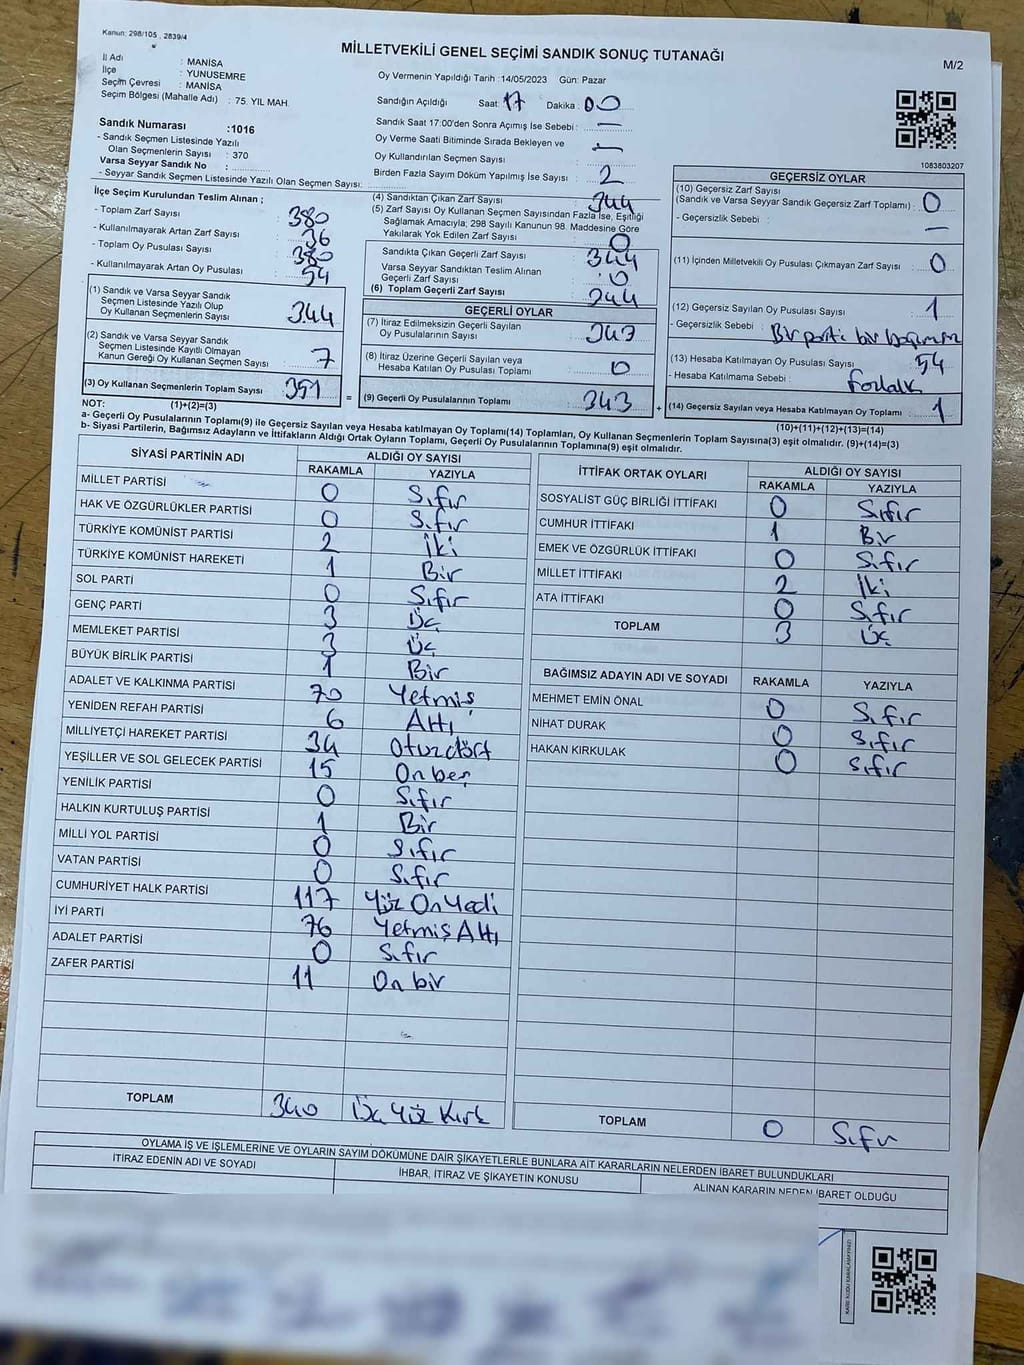 Kanun: 298/105 , 2839/4
MİLLETVEKİLİ GENEL SEÇİMİ SANDIK SONUÇ TUTANAĞI
M/2
İl Adı : MANİSA
İlçe : YUNUSEMRE
Seçim Çevresi : MANİSA
Seçim Bölgesi (Mahalle Adı) : 75. YIL MAH.
Sandık Numarası :1016
- Sandık Seçmen Listesinde Yazılı
Olan Seçmenlerin Sayısı : 370
Varsa Seyyar Sandık No :
- Seyyar Sandık Seçmen Listesinde Yazılı Olan Seçmen Sayısı:
Oy Vermenin Yapıldığı Tarih : 14/05/2023 Gün: Pazar
Sandığın Açıldığı Saat: 17 Dakika : 00
Sandık Saat 17:00'den Sonra Açımış İse Sebebi : —
Oy Verme Saati Bitiminde Sırada Bekleyen ve
Oy Kullandırılan Seçmen Sayısı —
Birden Fazla Sayım Döküm Yapılmış İse Sayısı : 2
1083803207
İlçe Seçim Kurulundan Teslim Alınan ;
- Toplam Zarf Sayısı : 380
- Kullanılmayarak Artan Zarf Sayısı : 36
- Toplam Oy Pusulası Sayısı : 380
- Kullanılmayarak Artan Oy Pusulası : 54
(1) Sandık ve Varsa Seyyar Sandık
Seçmen Listesinde Yazılı Olup
Oy Kullanan Seçmenlerin Sayısı : 344
(2) Sandık ve Varsa Seyyar Sandık
Seçmen Listesinde Kayıtlı Olmayan
Kanun Gereği Oy Kullanan Seçmen Sayısı : 7
(3) Oy Kullanan Seçmenlerin Toplam Sayısı : 351
(4) Sandıktan Çıkan Zarf Sayısı : 344
(5) Zarf Sayısı Oy Kullanan Seçmen Sayısından Fazla İse, Eşitliği
Sağlamak Amacıyla; 298 Sayılı Kanunun 98. Maddesine Göre
Yakılarak Yok Edilen Zarf Sayısı : 0
Sandıkta Çıkan Geçerli Zarf Sayısı : 344
Varsa Seyyar Sandıktan Teslim Alınan
Geçerli Zarf Sayısı : 0
(6) Toplam Geçerli Zarf Sayısı : 344
GEÇERLİ OYLAR
(7) İtiraz Edilmeksizin Geçerli Sayılan
Oy Pusulalarının Sayısı : 343
(8) İtiraz Üzerine Geçerli Sayılan veya
Hesaba Katılan Oy Pusulası Toplamı : 0
= (9) Geçerli Oy Pusulalarının Toplamı : 343 +
GEÇERSİZ OYLAR
(10) Geçersiz Zarf Sayısı
(Sandık ve Varsa Seyyar Sandık Geçersiz Zarf Toplamı) : 0
- Geçersizlik Sebebi : —
(11) İçinden Milletvekili Oy Pusulası Çıkmayan Zarf Sayısı : 0
(12) Geçersiz Sayılan Oy Pusulası Sayısı : 1
- Geçersizlik Sebebi : Bir parti bir bağımsız
(13) Hesaba Katılmayan Oy Pusulası Sayısı : 54
- Hesaba Katılmama Sebebi : fazlalık
(14) Geçersiz Sayılan veya Hesaba Katılmayan Oy Toplamı : 1
NOT: (1)+(2)=(3)
(10)+(11)+(12)+(13)=(14)
a- Geçerli Oy Pusulalarının Toplamı(9) ile Geçersiz Sayılan veya Hesaba Katılmayan Oy Toplamı(14) Toplamları, Oy Kullanan Seçmenlerin Toplam Sayısına(3) eşit olmalıdır. (9)+(14)=(3)
b- Siyasi Partilerin, Bağımsız Adayların ve İttifakların Aldığı Ortak Oyların Toplamı, Geçerli Oy Pusulalarının Toplamına(9) eşit olmalıdır.
SİYASİ PARTİNİN ADI ALDIĞI OY SAYISI
RAKAMLA YAZIYLA
MİLLET PARTİSİ 0 Sıfır
HAK VE ÖZGÜRLÜKLER PARTİSİ 0 Sıfır
TÜRKİYE KOMÜNİST PARTİSİ 2 İki
TÜRKİYE KOMÜNİST HAREKETİ 1 Bir
SOL PARTİ 0 Sıfır
GENÇ PARTİ 3 Üç
MEMLEKET PARTİSİ 3 Üç
BÜYÜK BİRLİK PARTİSİ 1 Bir
ADALET VE KALKINMA PARTİSİ 70 Yetmiş
YENİDEN REFAH PARTİSİ 6 Altı
MİLLİYETÇİ HAREKET PARTİSİ 34 Otuzdört
YEŞİLLER VE SOL GELECEK PARTİSİ 15 Onbeş
YENİLİK PARTİSİ 0 Sıfır
HALKIN KURTULUŞ PARTİSİ 1 Bir
MİLLİ YOL PARTİSİ 0 Sıfır
VATAN PARTİSİ 0 Sıfır
CUMHURİYET HALK PARTİSİ 117 Yüz On Yedi
İYİ PARTİ 76 Yetmiş Altı
ADALET PARTİSİ 0 Sıfır
ZAFER PARTİSİ 11 On bir
TOPLAM 340 Üç Yüz Kırk
İTTİFAK ORTAK OYLARI ALDIĞI OY SAYISI
RAKAMLA YAZIYLA
SOSYALİST GÜÇ BİRLİĞİ İTTİFAKI 0 Sıfır
CUMHUR İTTİFAKI 1 Bir
EMEK VE ÖZGÜRLÜK İTTİFAKI 0 Sıfır
MİLLET İTTİFAKI 2 İki
ATA İTTİFAKI 0 Sıfır
TOPLAM 3 Üç
BAĞIMSIZ ADAYIN ADI VE SOYADI RAKAMLA YAZIYLA
MEHMET EMİN ÖNAL 0 Sıfır
NİHAT DURAK 0 Sıfır
HAKAN KIRKULAK 0 Sıfır
TOPLAM 0 Sıfır
OYLAMA İŞ VE İŞLEMLERİNE VE OYLARIN SAYIM DÖKÜMÜNE DAİR ŞİKAYETLERLE BUNLARA AİT KARARLARIN NELERDEN İBARET BULUNDUKLARI
İTİRAZ EDENİN ADI VE SOYADI
İHBAR, İTİRAZ VE ŞİKAYETİN KONUSU
ALINAN KARARIN NEDEN İBARET OLDUĞU
KARE KODU KARALAMAYINIZ!